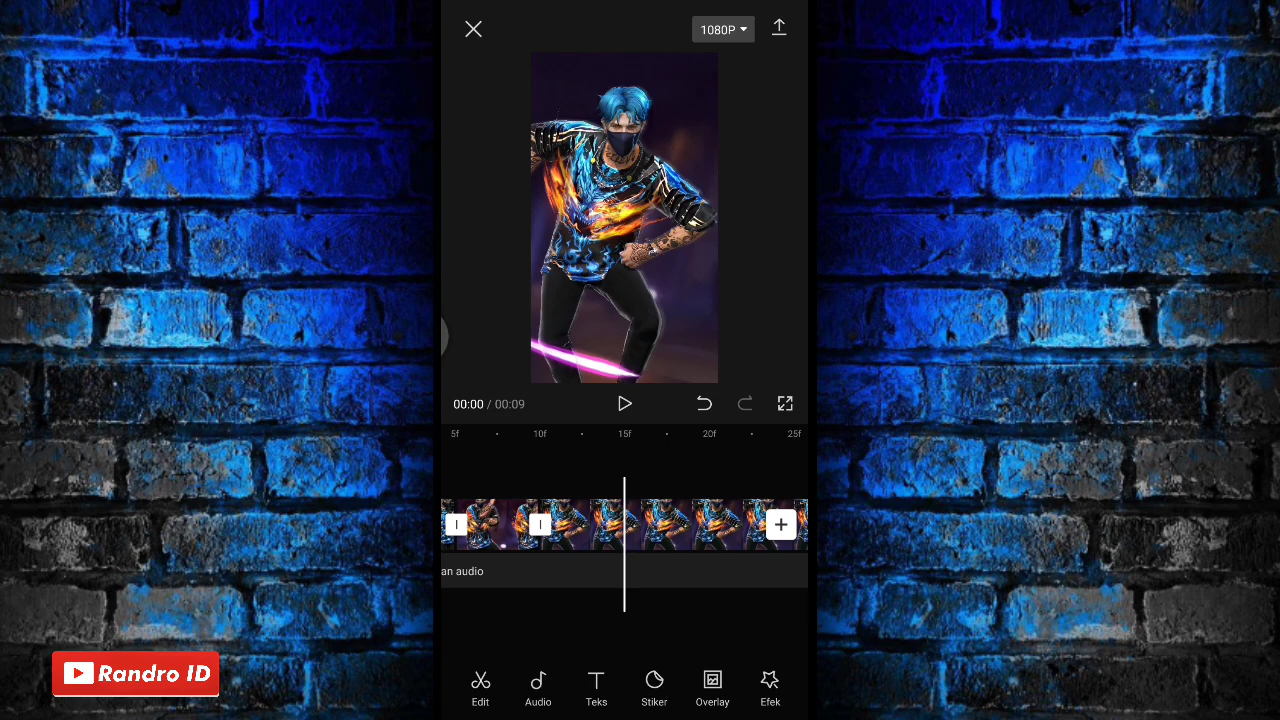 1080P
00:00 / 00:09
5f 10f 15f 20f 25f
an audio
Edit Audio Teks Stiker Overlay Efek
Randro ID